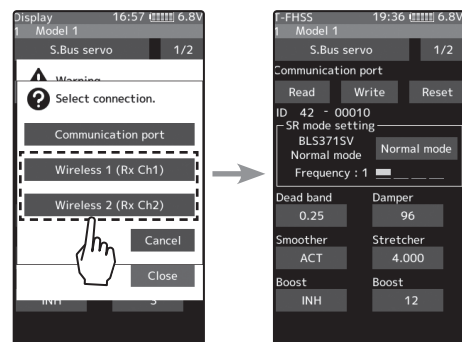 Display 16:57 6.8V
1 Model 1
S.Bus servo 1/2
Warning
Select connection.
Communication port
Wireless 1 (Rx Ch1)
Wireless 2 (Rx Ch2)
Cancel
Close
INH
T-FHSS 19:36 6.8V
1 Model 1
S.Bus servo 1/2
Communication port
Read Write Reset
ID 42 - 00010
SR mode setting
BLS371SV
Normal mode
Normal mode
Frequency : 1
Dead band Damper
0.25 96
Smoother Stretcher
ACT 4.000
Boost Boost
INH 12